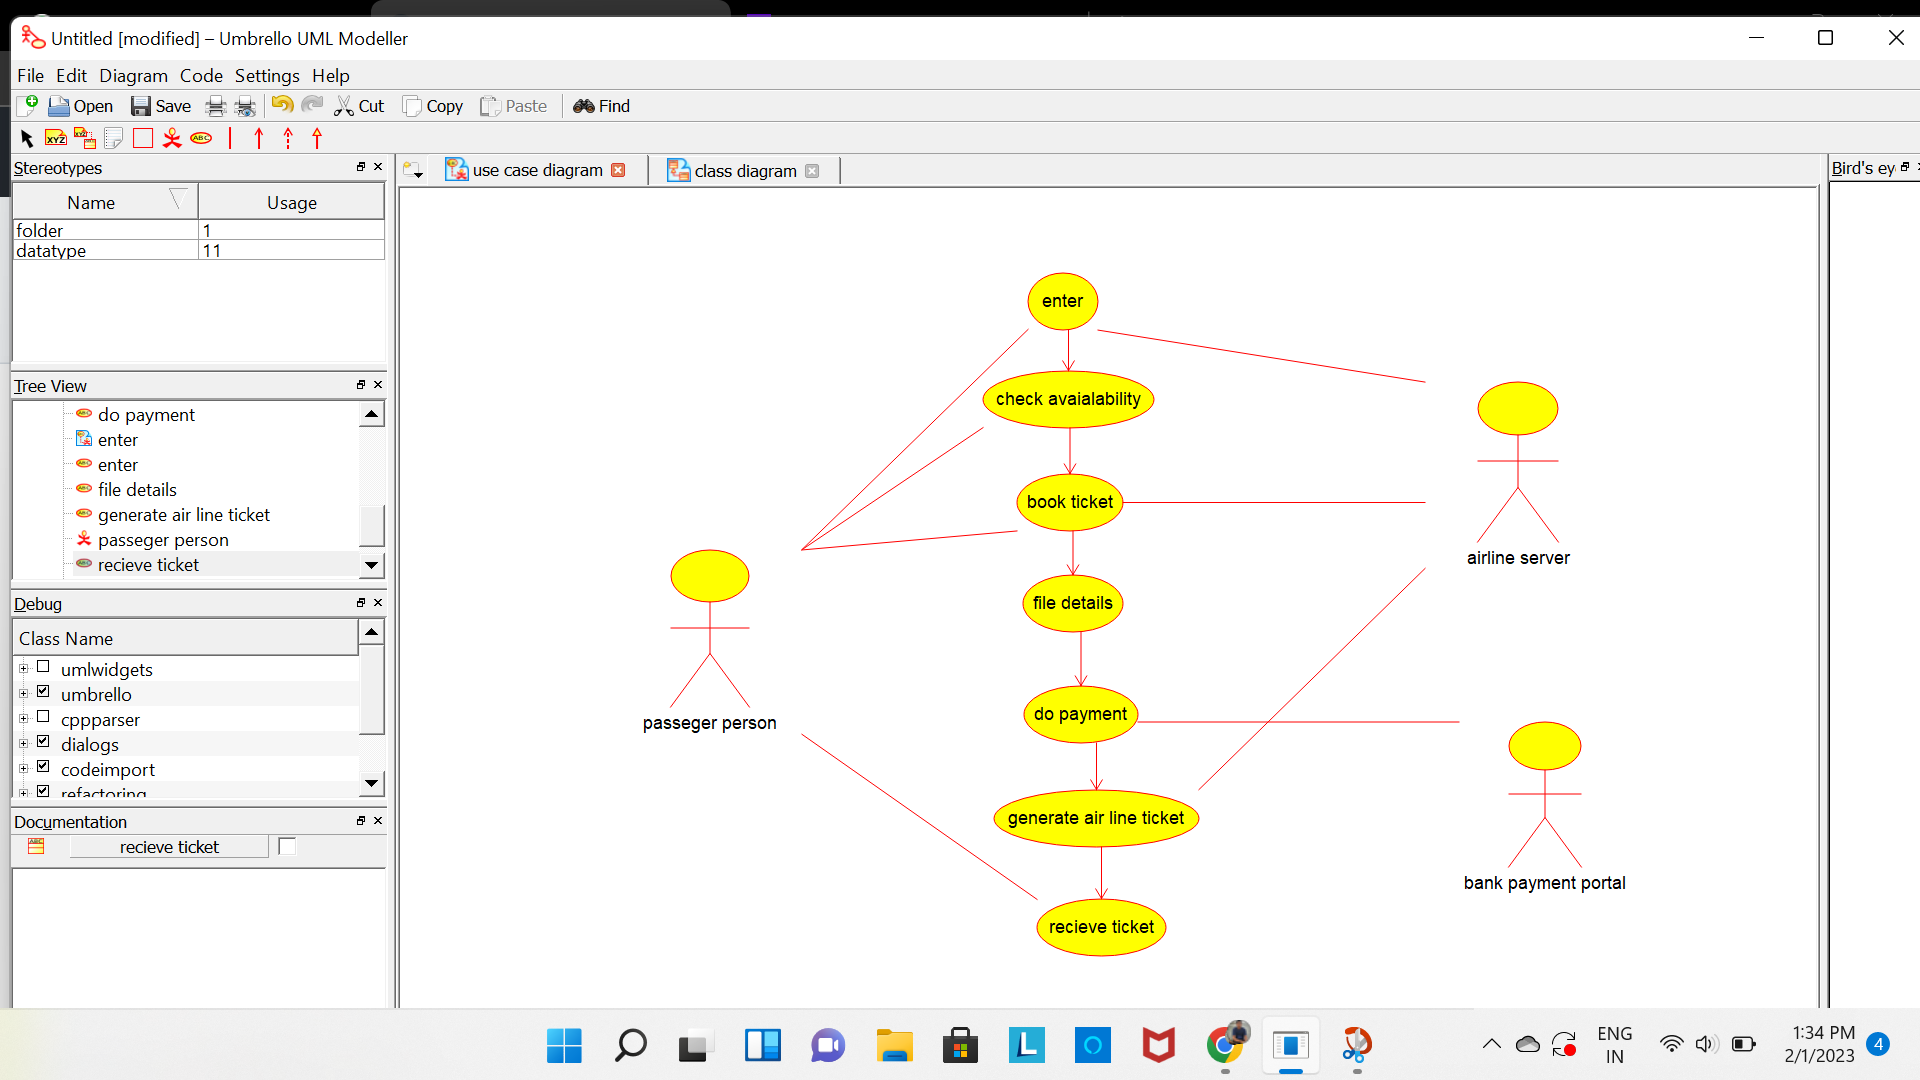 Untitled [modified] – Umbrello UML Modeller
File Edit Diagram Code Settings Help
Open Save Cut Copy Paste Find
XYZ XYZ ABC
Stereotypes
Name Usage
folder 1
datatype 11
Tree View
do payment
enter
enter
file details
generate air line ticket
passeger person
recieve ticket
Debug
Class Name
umlwidgets
umbrello
cppparser
dialogs
codeimport
refactoring
Documentation
recieve ticket
use case diagram class diagram
Bird's ey
enter
check avaialability
book ticket
file details
do payment
generate air line ticket
recieve ticket
passeger person
airline server
bank payment portal
ENG
IN
1:34 PM
2/1/2023
4